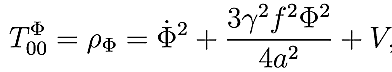 $T_{00}^{\Phi} = \rho_{\Phi} = \dot{\Phi}^2 + \frac{3\gamma^2 f^2 \Phi^2}{4a^2} + V,$